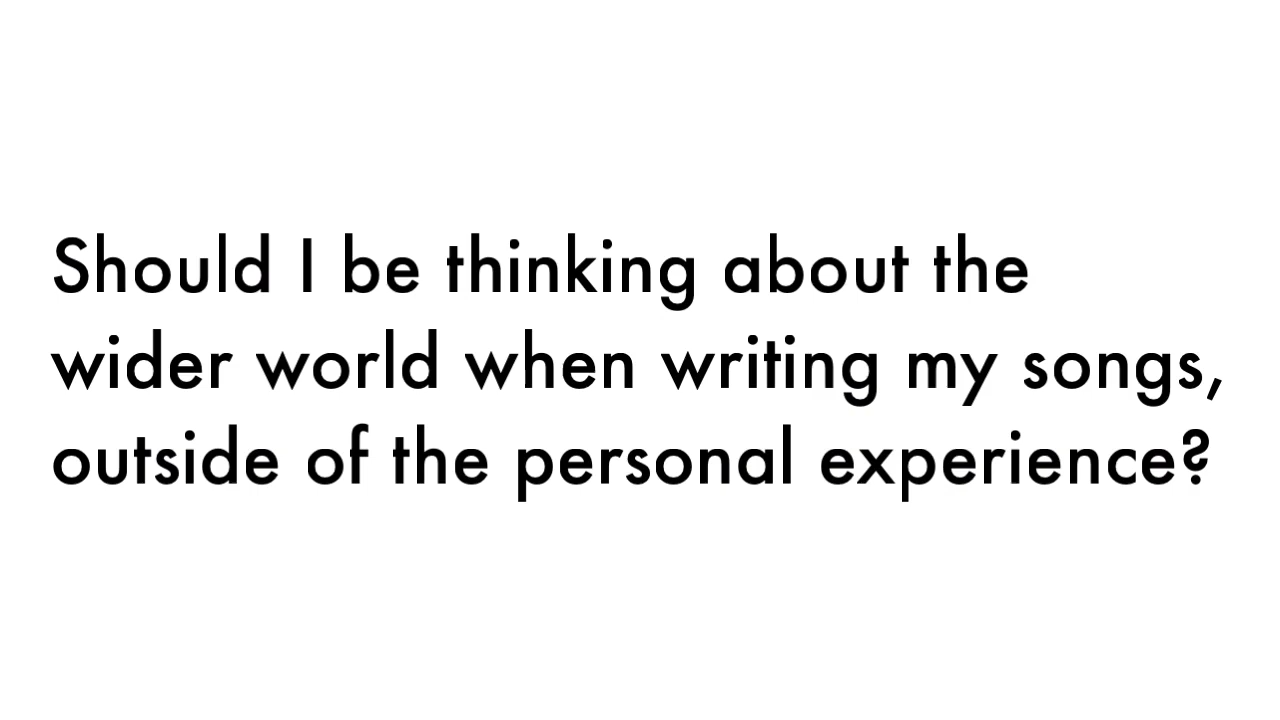 Should I be thinking about the
wider world when writing my songs,
outside of the personal experience?